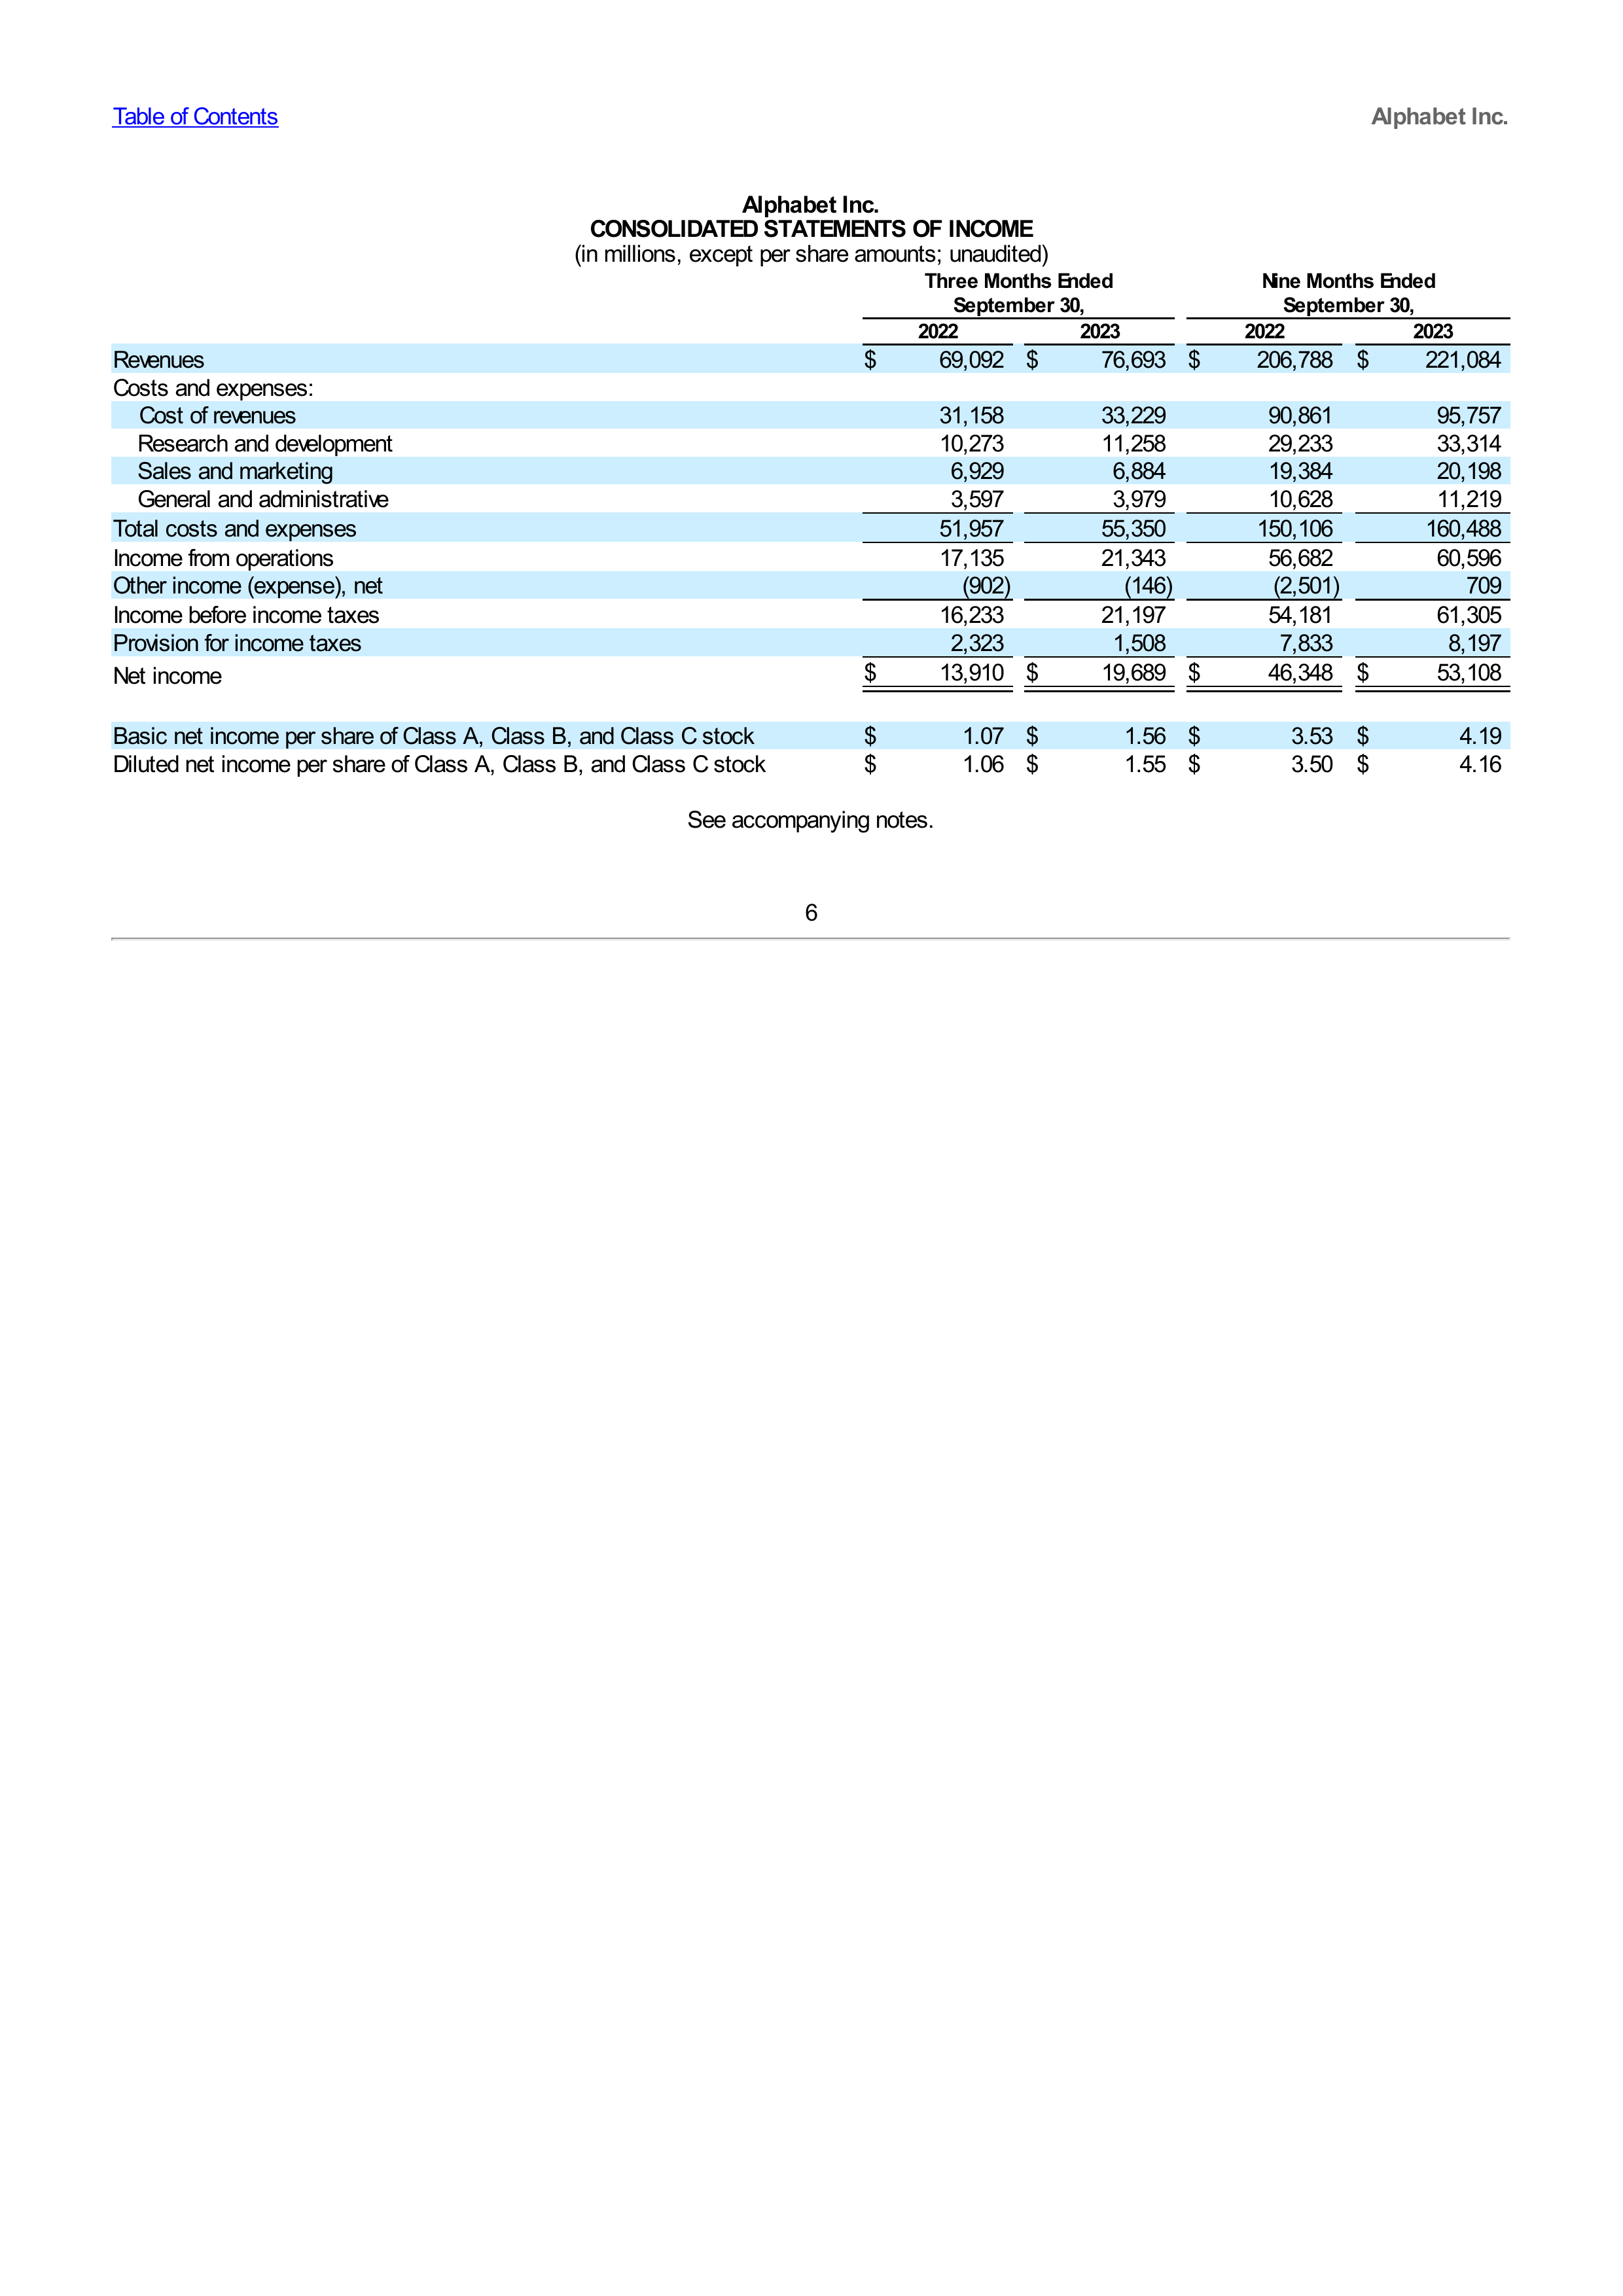 Table of Contents Alphabet Inc.
Alphabet Inc.
CONSOLIDATED STATEMENTS OF INCOME
(in millions, except per share amounts; unaudited)
Three Months Ended Nine Months Ended
September 30, September 30,
2022 2023 2022 2023
Revenues $ 69,092 $ 76,693 $ 206,788 $ 221,084
Costs and expenses:
Cost of revenues 31,158 33,229 90,861 95,757
Research and development 10,273 11,258 29,233 33,314
Sales and marketing 6,929 6,884 19,384 20,198
General and administrative 3,597 3,979 10,628 11,219
Total costs and expenses 51,957 55,350 150,106 160,488
Income from operations 17,135 21,343 56,682 60,596
Other income (expense), net (902) (146) (2,501) 709
Income before income taxes 16,233 21,197 54,181 61,305
Provision for income taxes 2,323 1,508 7,833 8,197
Net income $ 13,910 $ 19,689 $ 46,348 $ 53,108
Basic net income per share of Class A, Class B, and Class C stock $ 1.07 $ 1.56 $ 3.53 $ 4.19
Diluted net income per share of Class A, Class B, and Class C stock $ 1.06 $ 1.55 $ 3.50 $ 4.16
See accompanying notes.
6